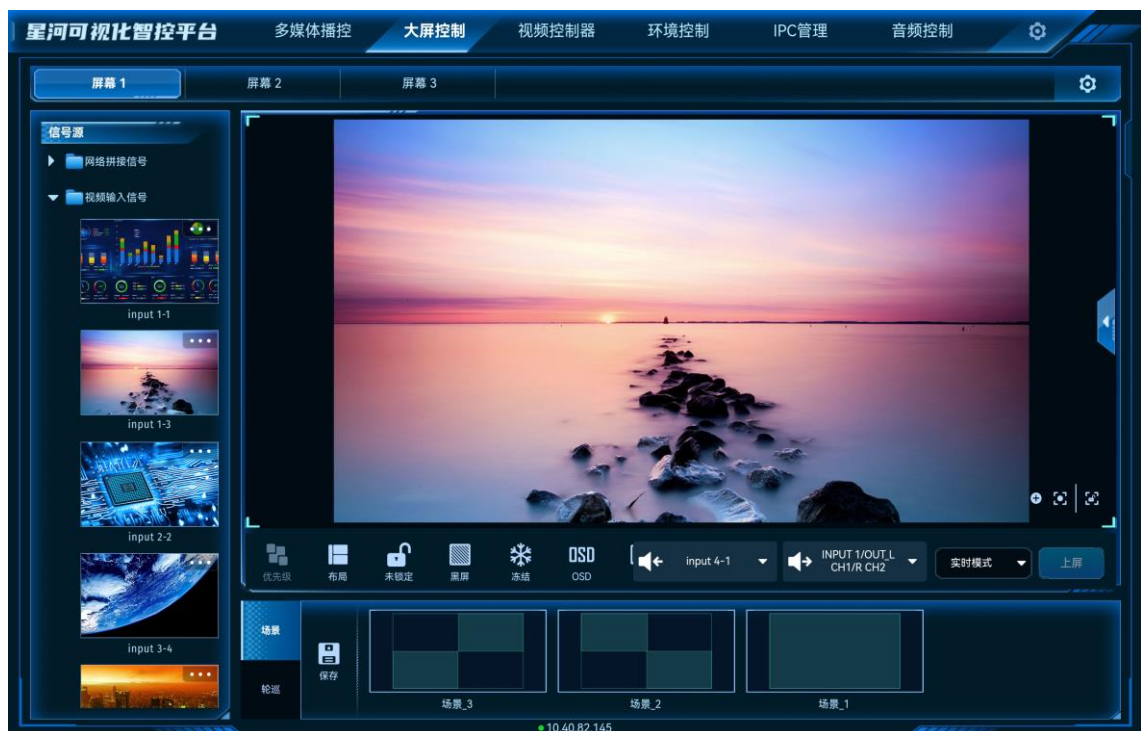 星河可视化智控平台
多媒体播控
大屏控制
视频控制器
环境控制
IPC管理
音频控制
屏幕 1
屏幕 2
屏幕 3
信号源
网络拼接信号
视频输入信号
input 1-1
input 1-3
input 2-2
input 3-4
优先级
布局
未锁定
黑屏
冻结
OSD
OSD
input 4-1
INPUT 1/OUT_L
CH1/R CH2
实时模式
上屏
场景
轮巡
保存
场景_3
场景_2
场景_1
10.40.82.145